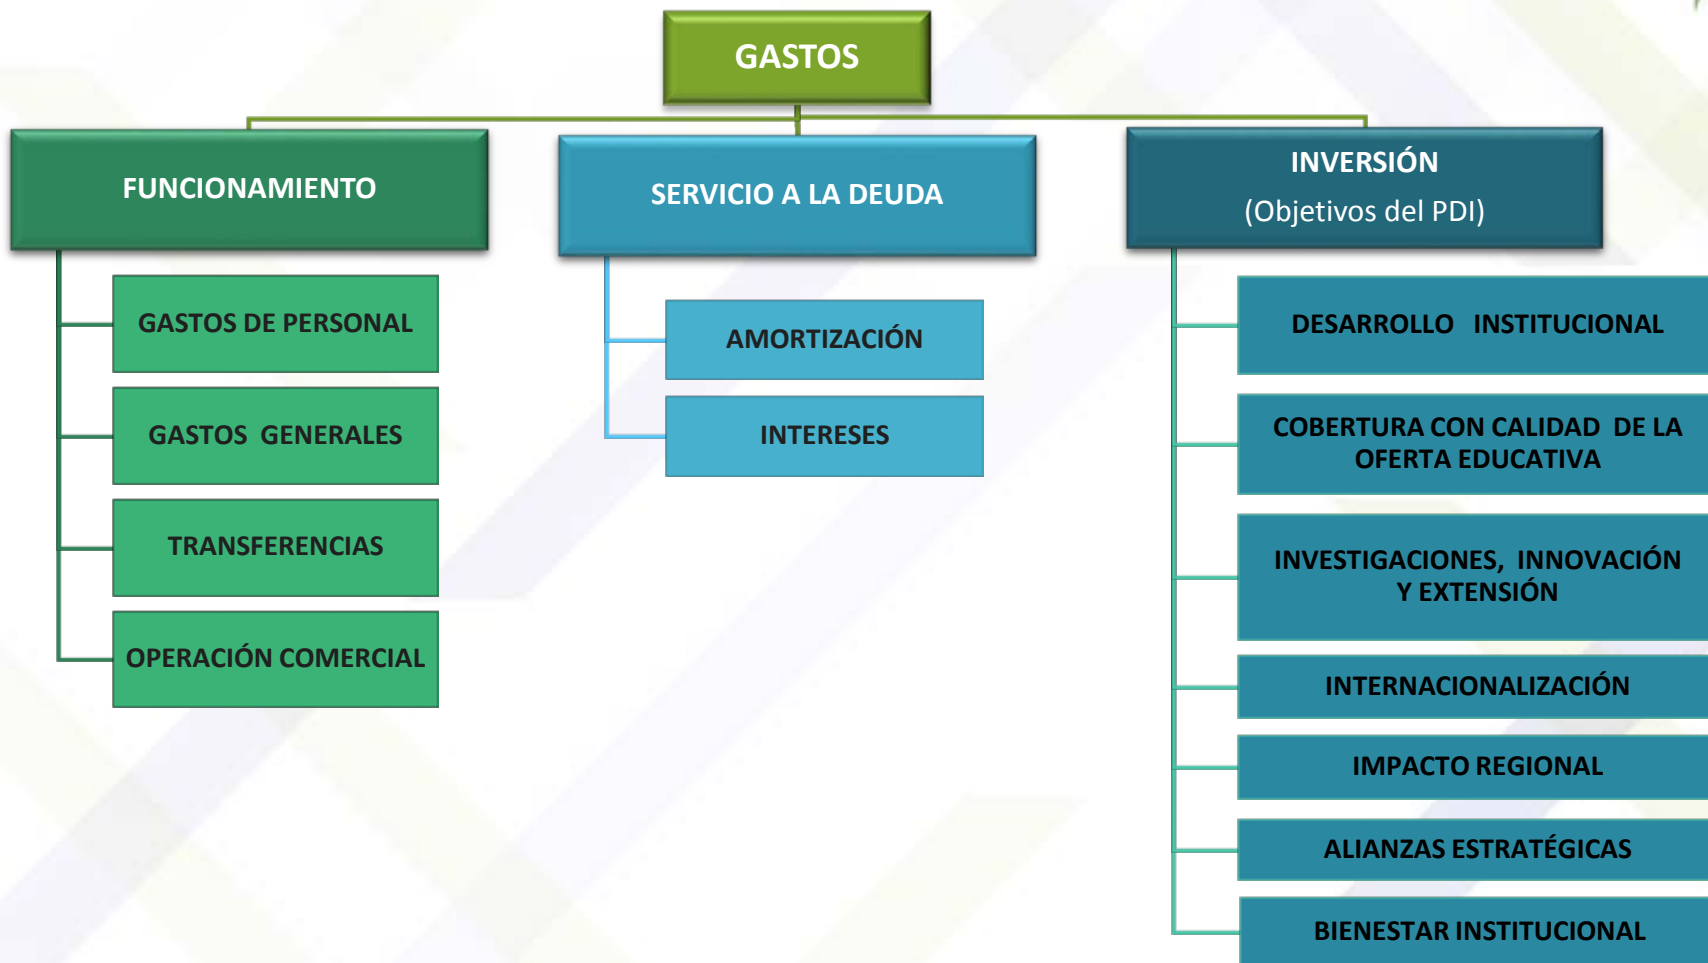 GASTOS
FUNCIONAMIENTO
GASTOS DE PERSONAL
GASTOS GENERALES
TRANSFERENCIAS
OPERACIÓN COMERCIAL
SERVICIO A LA DEUDA
AMORTIZACIÓN
INTERESES
INVERSIÓN
(Objetivos del PDI)
DESARROLLO INSTITUCIONAL
COBERTURA CON CALIDAD DE LA
OFERTA EDUCATIVA
INVESTIGACIONES, INNOVACIÓN
Y EXTENSIÓN
INTERNACIONALIZACIÓN
IMPACTO REGIONAL
ALIANZAS ESTRATÉGICAS
BIENESTAR INSTITUCIONAL